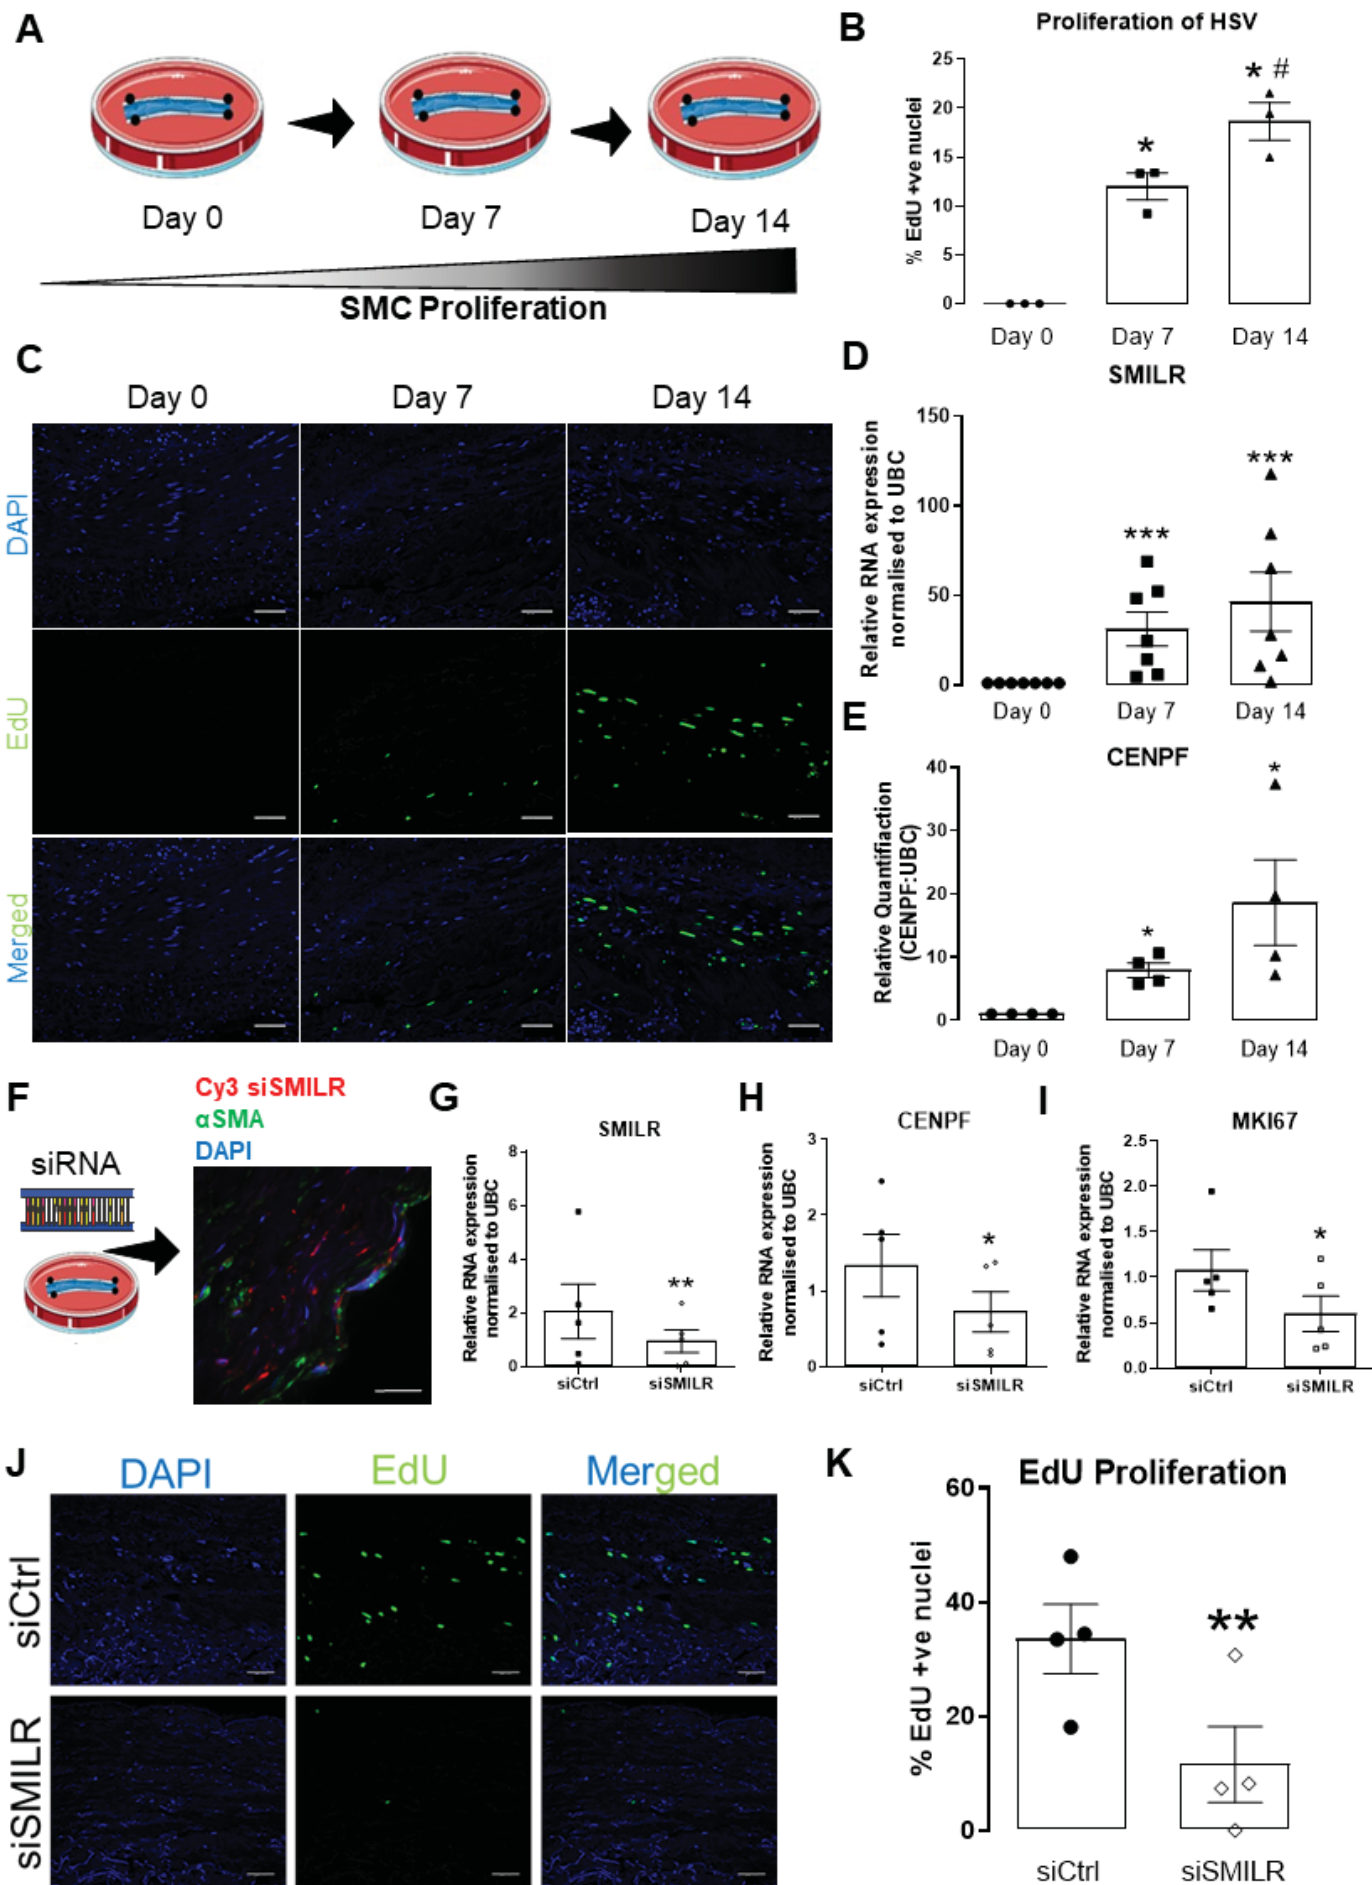 A
Day 0
Day 7
Day 14
SMC Proliferation
B
Proliferation of HSV
% EdU +ve nuclei
25
20
15
10
5
0
*
* #
Day 0
Day 7
Day 14
C
Day 0
Day 7
Day 14
DAPI
EdU
Merged
D
SMILR
Relative RNA expression
normalised to UBC
150
100
50
0
***
***
Day 0
Day 7
Day 14
E
CENPF
Relative Quantifiaction
(CENPF:UBC)
40
30
20
10
0
*
*
Day 0
Day 7
Day 14
F
siRNA
Cy3 siSMILR
αSMA
DAPI
G
SMILR
Relative RNA expression
normalised to UBC
8
6
4
2
0
**
siCtrl
siSMILR
H
CENPF
Relative RNA expression
normalised to UBC
3
2
1
0
*
siCtrl
siSMILR
I
MKI67
Relative RNA expression
normalised to UBC
2.5
2.0
1.5
1.0
0.5
0.0
*
siCtrl
siSMILR
J
DAPI
EdU
Merged
siCtrl
siSMILR
K
EdU Proliferation
% EdU +ve nuclei
60
40
20
0
**
siCtrl
siSMILR